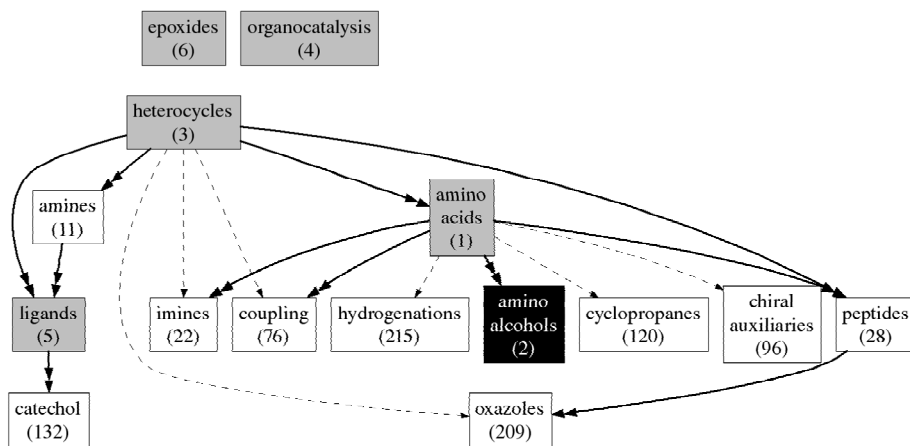 epoxides
(6)
organocatalysis
(4)
heterocycles
(3)
amines
(11)
amino
acids
(1)
ligands
(5)
imines
(22)
coupling
(76)
hydrogenations
(215)
amino
alcohols
(2)
cyclopropanes
(120)
chiral
auxiliaries
(96)
peptides
(28)
catechol
(132)
oxazoles
(209)